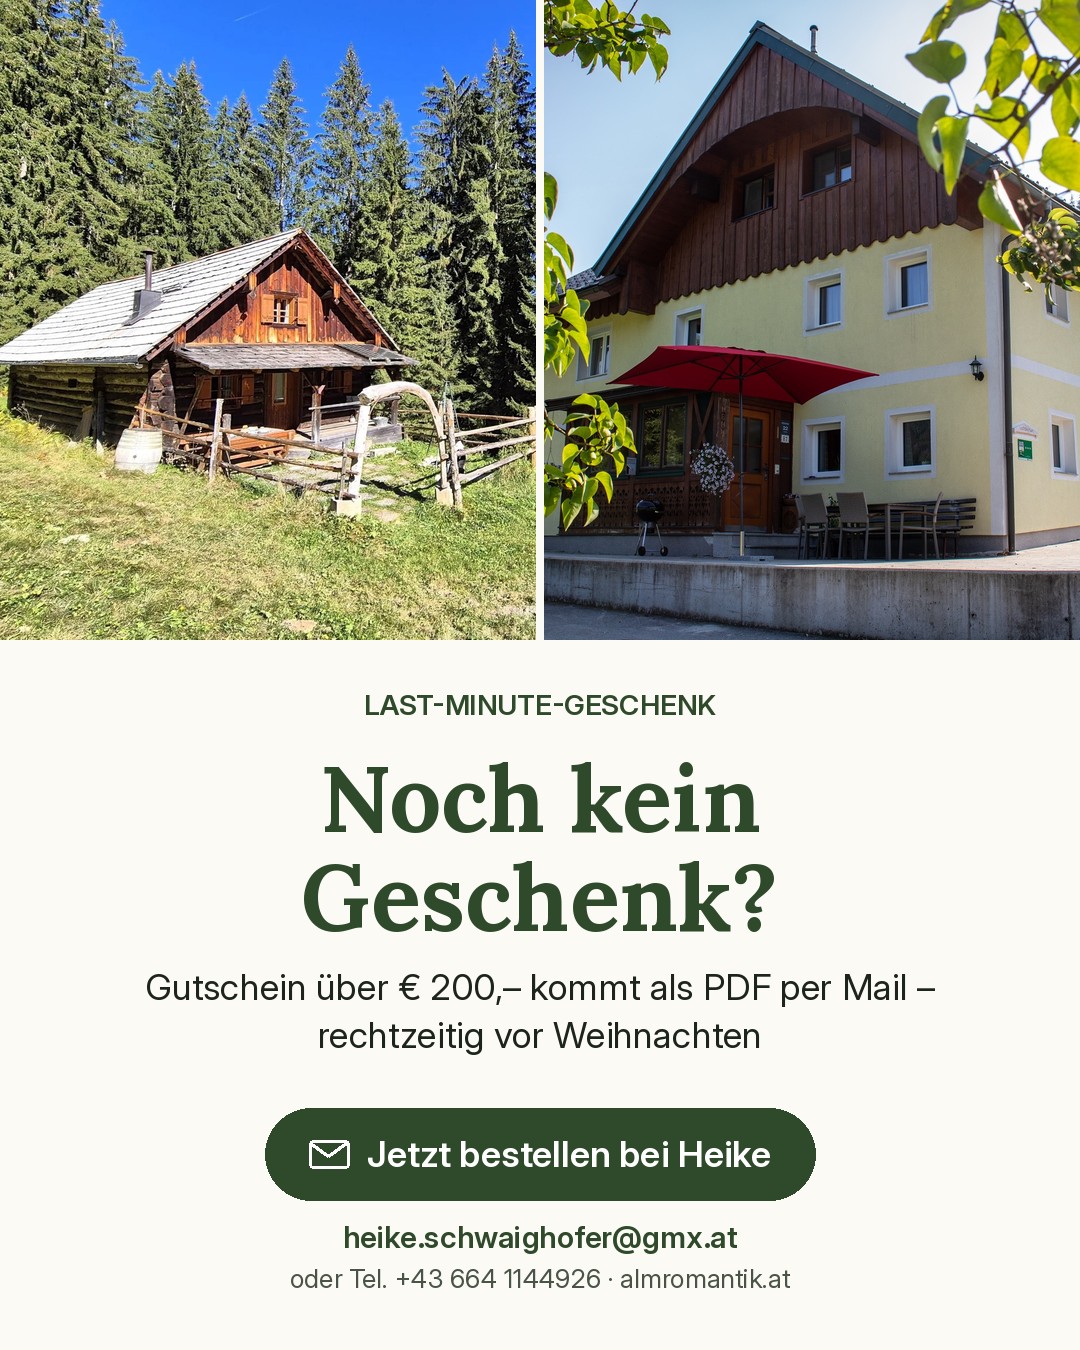 LAST-MINUTE-GESCHENK
Noch kein
Geschenk?
Gutschein über € 200,– kommt als PDF per Mail –
rechtzeitig vor Weihnachten
Jetzt bestellen bei Heike
heike.schwaighofer@gmx.at
oder Tel. +43 664 1144926 · almromantik.at